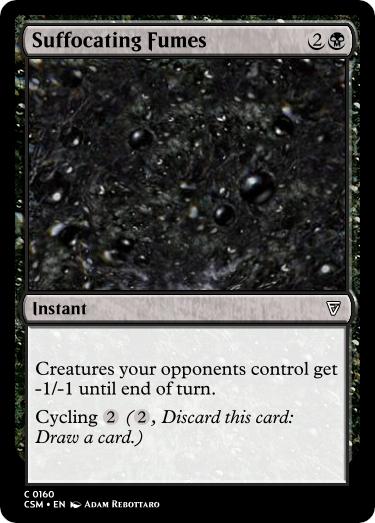 Suffocating Fumes 2
Instant
Creatures your opponents control get
-1/-1 until end of turn.
Cycling 2 (2, Discard this card:
Draw a card.)
C 0160
CSM • EN Adam Rebottaro